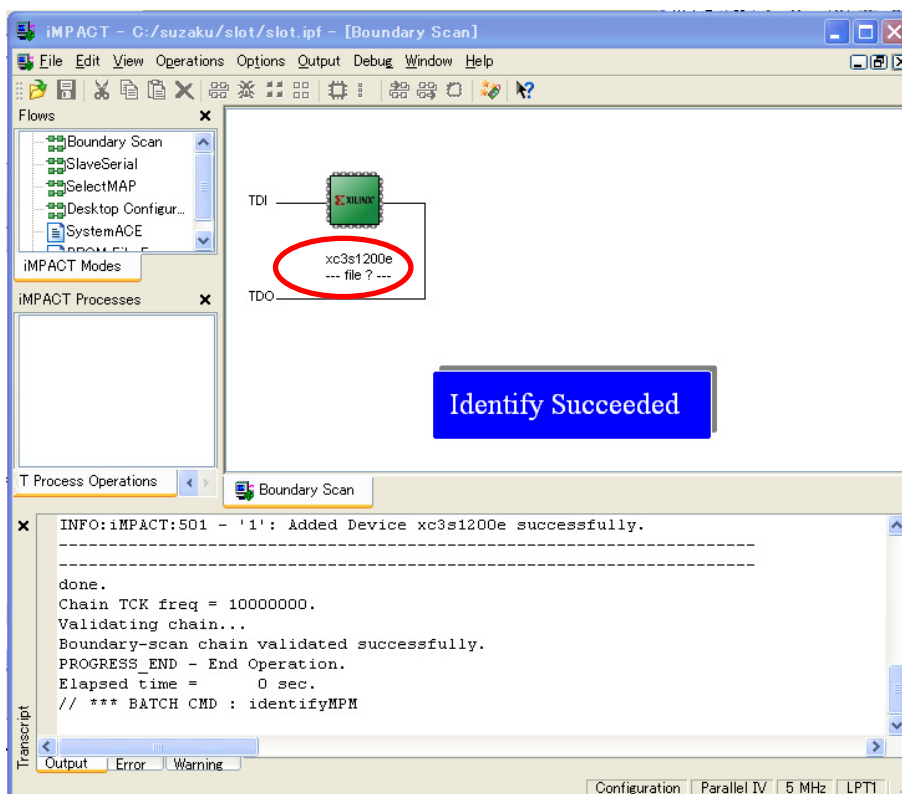 iMPACT - C:/suzaku/slot/slot.ipf - [Boundary Scan]
File Edit View Operations Options Output Debug Window Help
Flows
Boundary Scan
SlaveSerial
SelectMAP
Desktop Configur...
SystemACE
iMPACT Modes
iMPACT Processes
T Process Operations
TDI
XILINX
xc3s1200e
--- file ? ---
TDO
Identify Succeeded
Boundary Scan
INFO:iMPACT:501 - '1': Added Device xc3s1200e successfully.
----------------------------------------------------------------------
----------------------------------------------------------------------
done.
Chain TCK freq = 10000000.
Validating chain...
Boundary-scan chain validated successfully.
PROGRESS_END - End Operation.
Elapsed time =      0 sec.
// *** BATCH CMD : identifyMPM
Transcript
Output Error Warning
Configuration Parallel IV 5 MHz LPT1